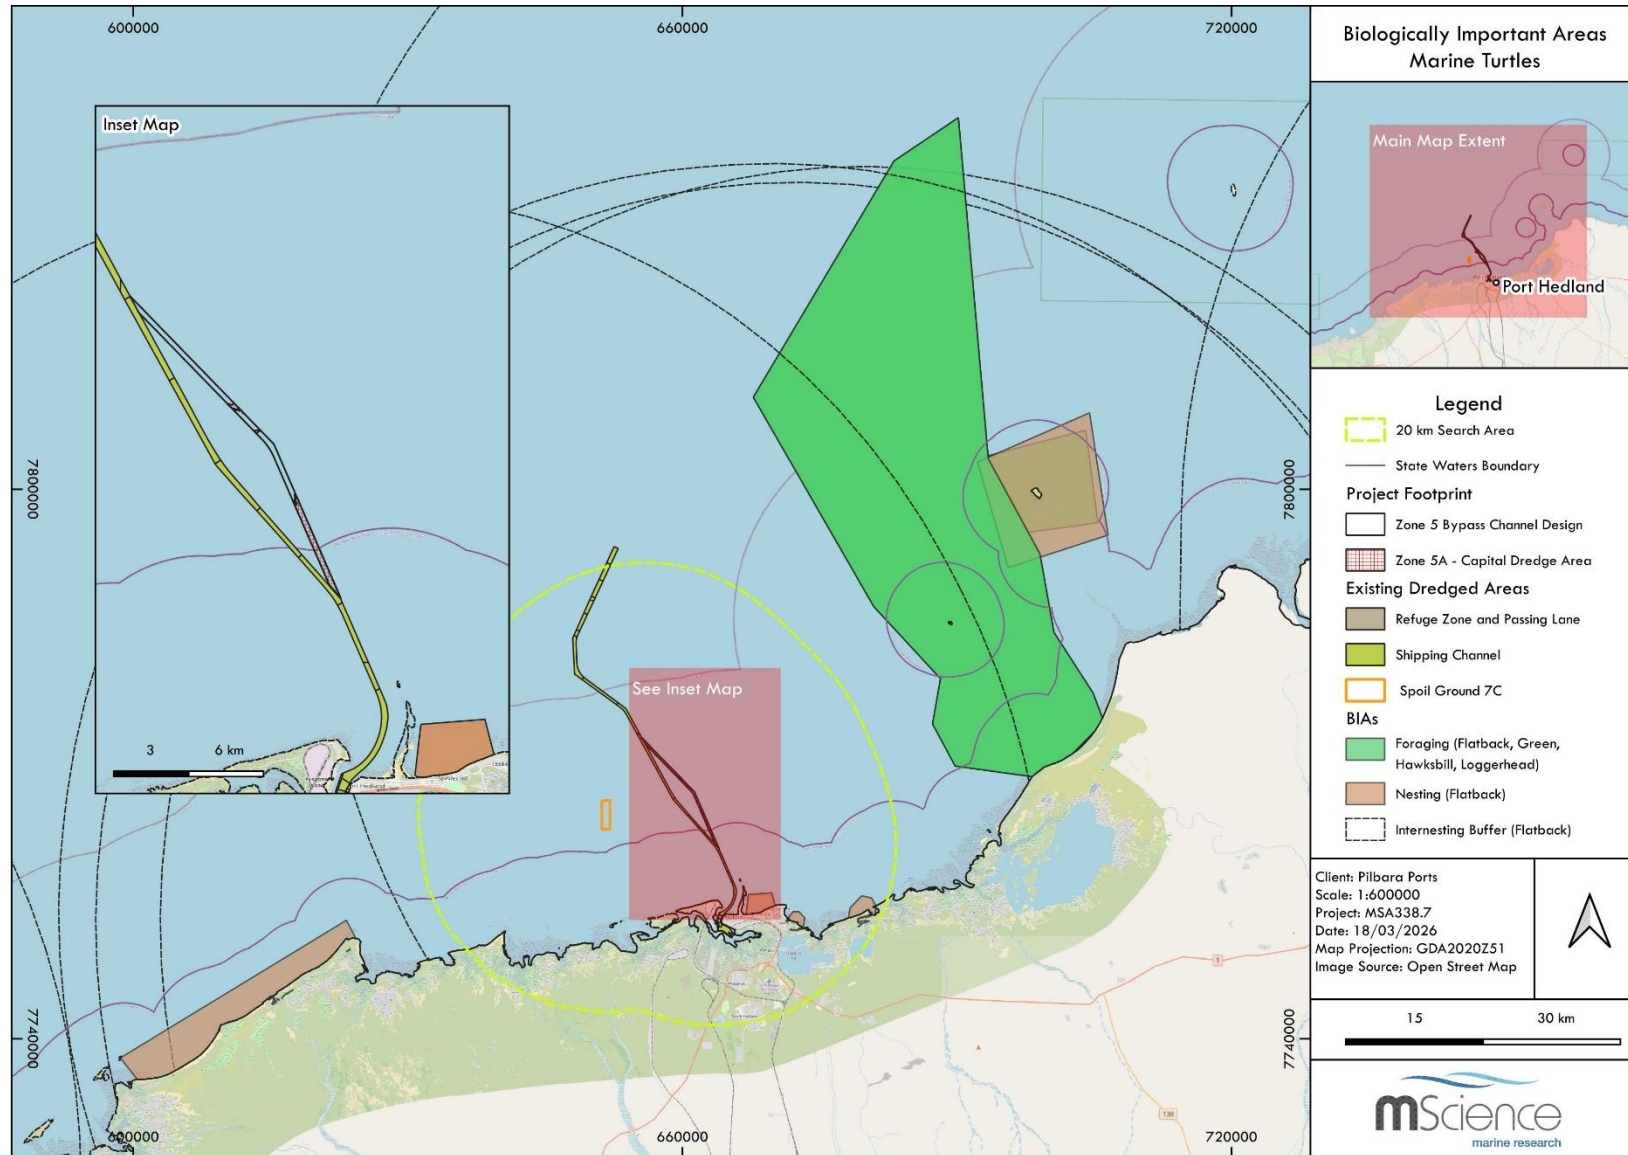 600000
660000
720000
Inset Map
3
6 km
Port Hedland
7800000
7800000
See Inset Map
1
138
7740000
7740000
600000
660000
720000
Biologically Important Areas
Marine Turtles
Main Map Extent
Port Hedland
Legend
20 km Search Area
State Waters Boundary
Project Footprint
Zone 5 Bypass Channel Design
Zone 5A - Capital Dredge Area
Existing Dredged Areas
Refuge Zone and Passing Lane
Shipping Channel
Spoil Ground 7C
BIAs
Foraging (Flatback, Green,
Hawksbill, Loggerhead)
Nesting (Flatback)
Internesting Buffer (Flatback)
Client: Pilbara Ports
Scale: 1:600000
Project: MSA338.7
Date: 18/03/2026
Map Projection: GDA2020Z51
Image Source: Open Street Map
15
30 km
mScience
marine research